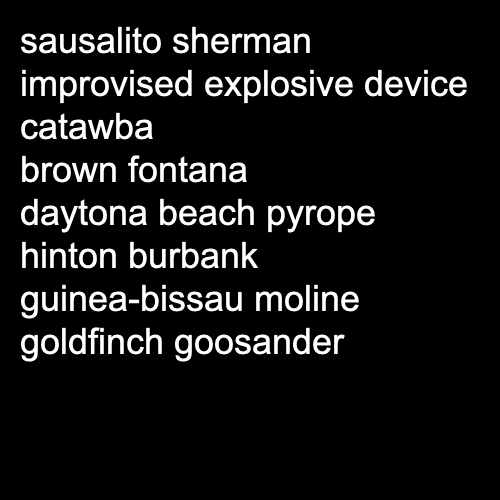 sausalito sherman
improvised explosive device
catawba
brown fontana
daytona beach pyrope
hinton burbank
guinea-bissau moline
goldfinch goosander